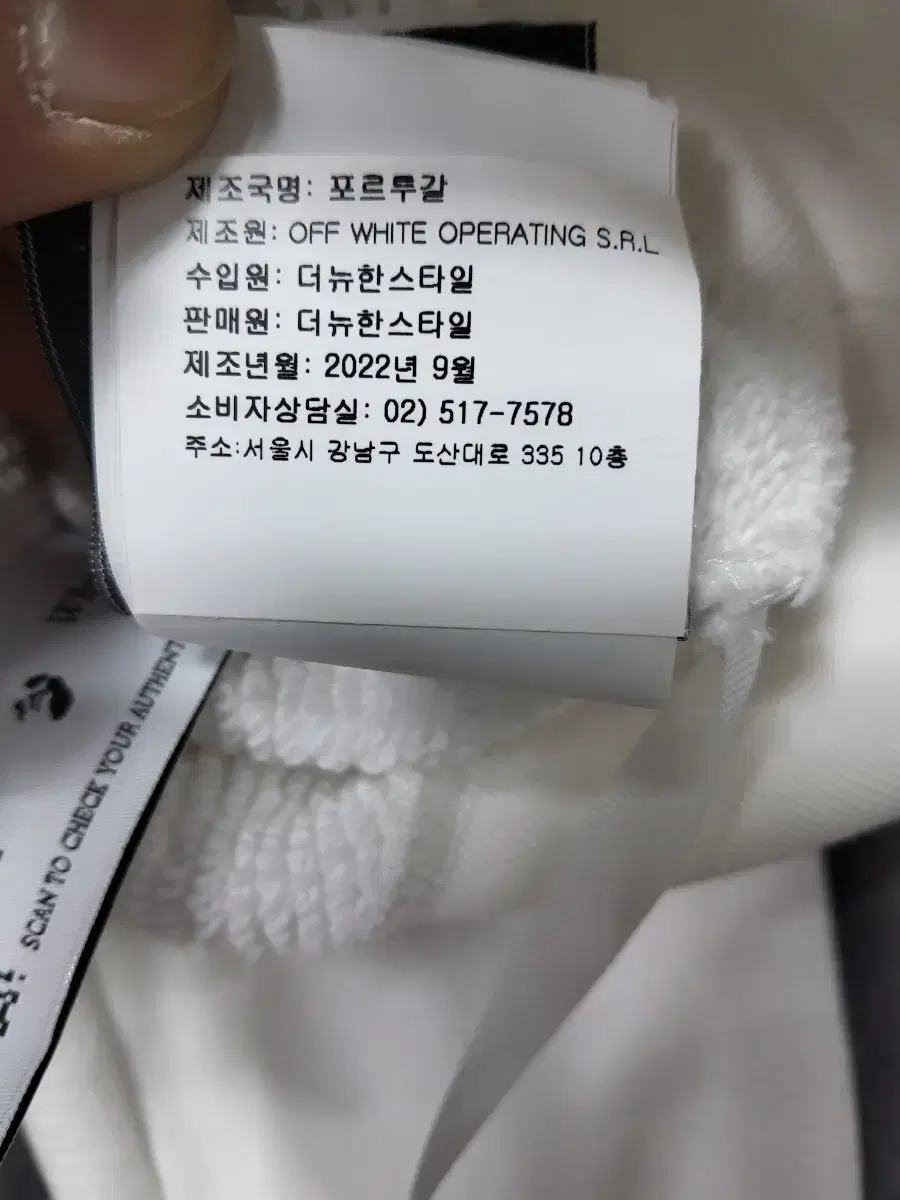 제조국명: 포르투갈
제조원: OFF WHITE OPERATING S.R.L
수입원: 더뉴한스타일
판매원: 더뉴한스타일
제조년월: 2022년 9월
소비자상담실: 02) 517-7578
주소:서울시 강남구 도산대로 335 10층
SCAN TO CHECK YOUR AUTHENT